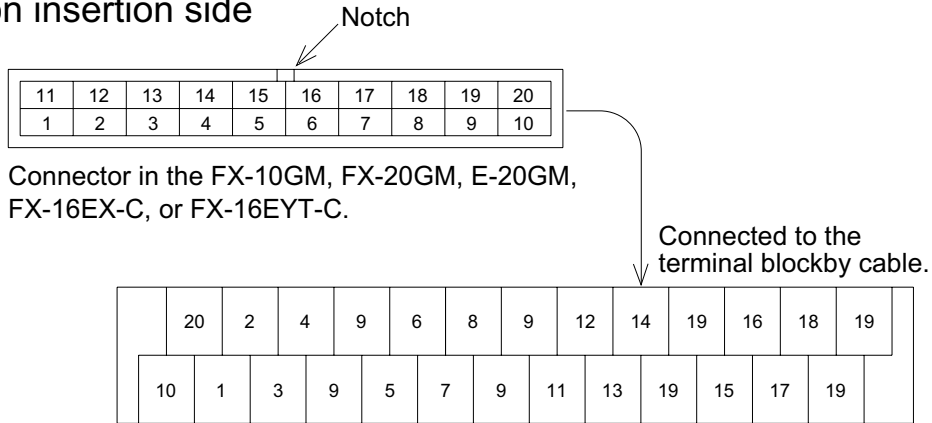 on insertion side
Notch
11 12 13 14 15 16 17 18 19 20
1 2 3 4 5 6 7 8 9 10
Connector in the FX-10GM, FX-20GM, E-20GM,
FX-16EX-C, or FX-16EYT-C.
Connected to the
terminal blockby cable.
20 2 4 9 6 8 9 12 14 19 16 18 19
10 1 3 9 5 7 9 11 13 19 15 17 19